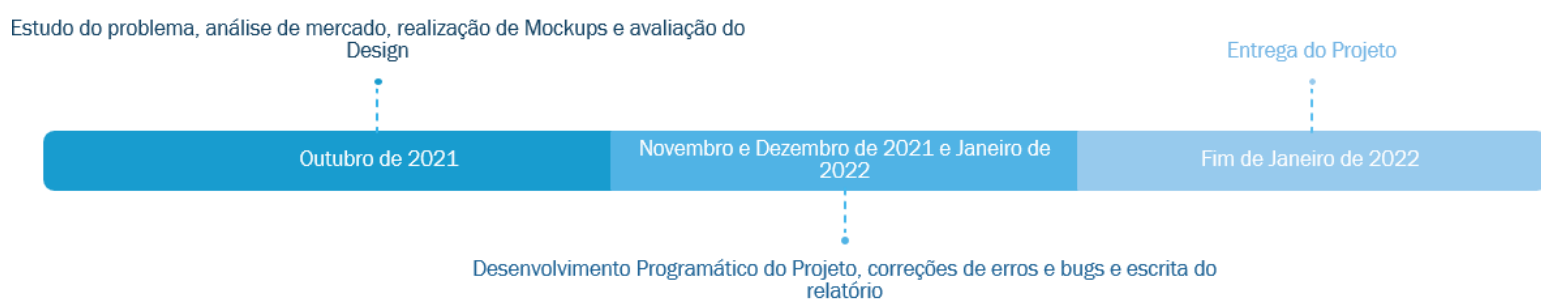 Estudo do problema, análise de mercado, realização de Mockups e avaliação do
Design
Entrega do Projeto
Outubro de 2021
Novembro e Dezembro de 2021 e Janeiro de
2022
Fim de Janeiro de 2022
Desenvolvimento Programático do Projeto, correções de erros e bugs e escrita do
relatório